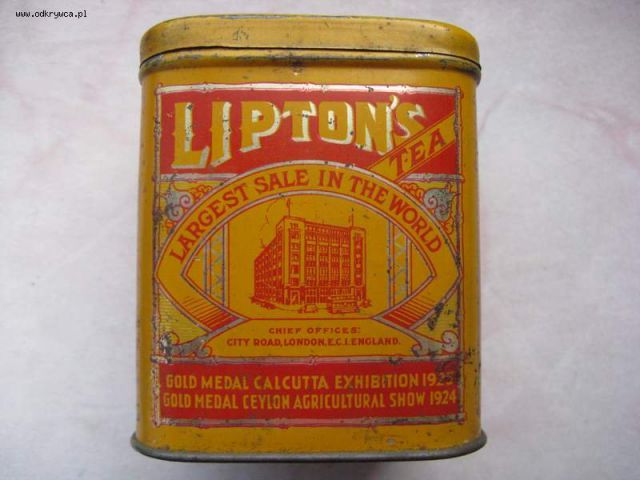 www.odkrywca.pl
LIPTON'S
TEA
LARGEST SALE IN THE WORLD
CHIEF OFFICES:
CITY ROAD, LONDON, E.C.1. ENGLAND.
GOLD MEDAL CALCUTTA EXHIBITION
GOLD MEDAL CEYLON AGRICULTURAL SHOW 1924